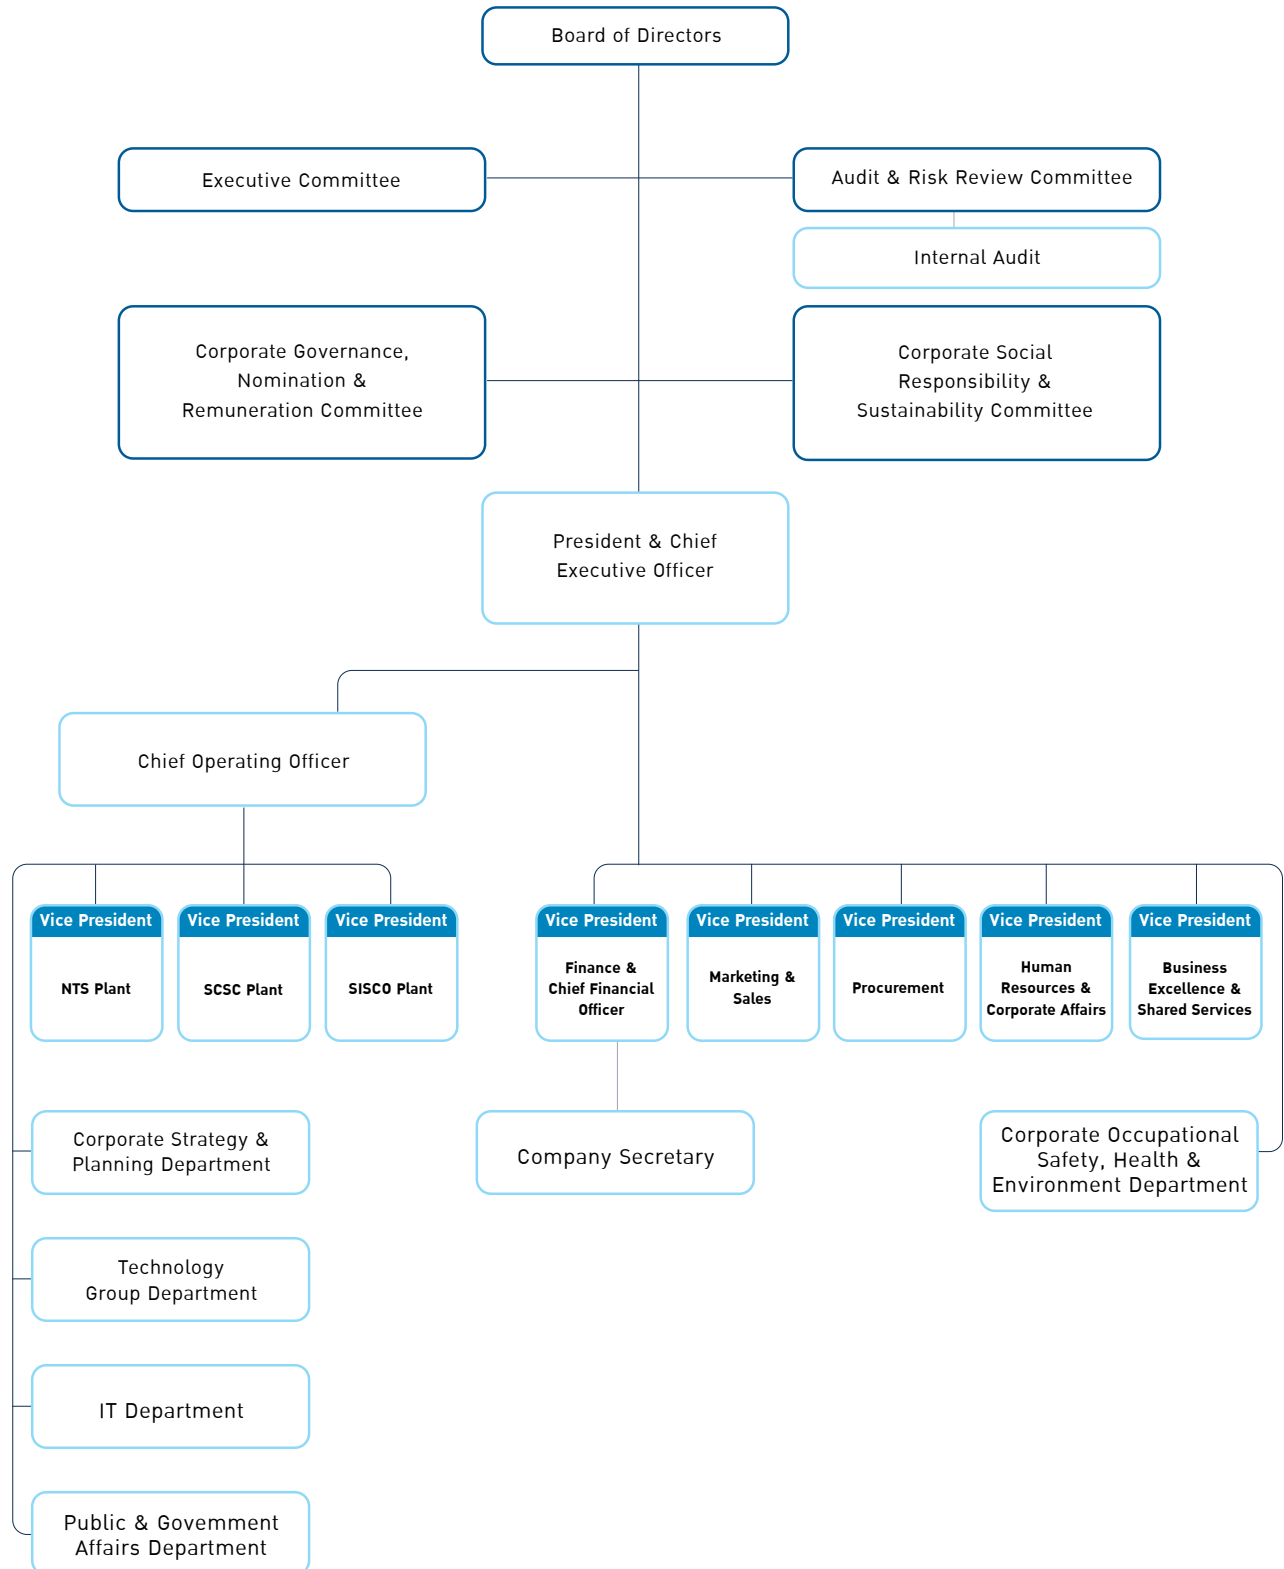 Board of Directors
Executive Committee
Audit & Risk Review Committee
Internal Audit
Corporate Governance,
Nomination &
Remuneration Committee
Corporate Social
Responsibility &
Sustainability Committee
President & Chief
Executive Officer
Chief Operating Officer
Vice President
NTS Plant
Vice President
SCSC Plant
Vice President
SISCO Plant
Vice President
Finance &
Chief Financial
Officer
Vice President
Marketing &
Sales
Vice President
Procurement
Vice President
Human
Resources &
Corporate Affairs
Vice President
Business
Excellence &
Shared Services
Corporate Strategy &
Planning Department
Company Secretary
Corporate Occupational
Safety, Health &
Environment Department
Technology
Group Department
IT Department
Public & Govemment
Affairs Department